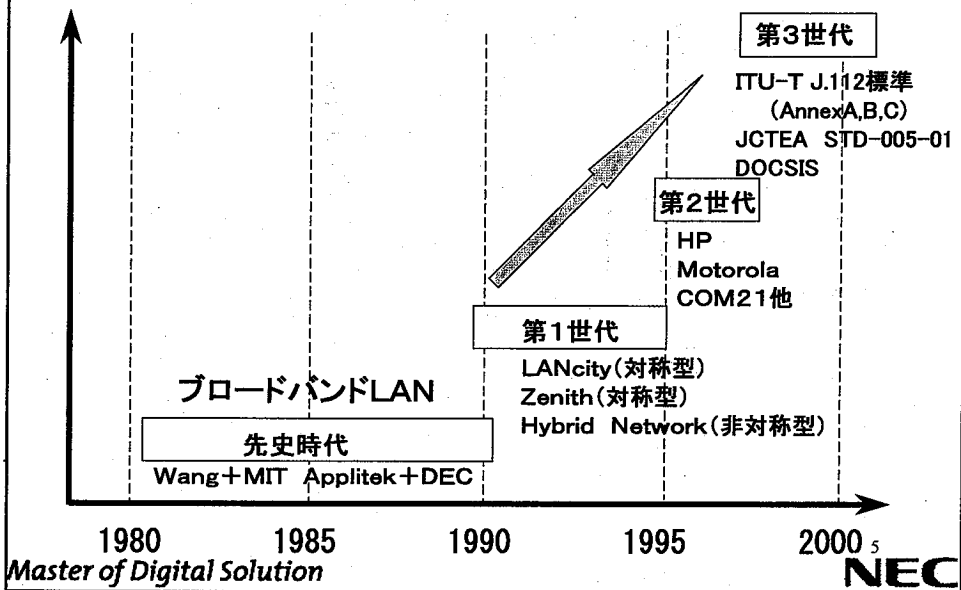 第3世代
ITU-T J.112標準
(AnnexA,B,C)
JCTEA STD-005-01
DOCSIS
第2世代
HP
Motorola
COM21他
第1世代
LANcity(対称型)
Zenith(対称型)
Hybrid Network(非対称型)
ブロードバンドLAN
先史時代
Wang+MIT Applitek+DEC
1980 1985 1990 1995 2000 5
Master of Digital Solution NEC